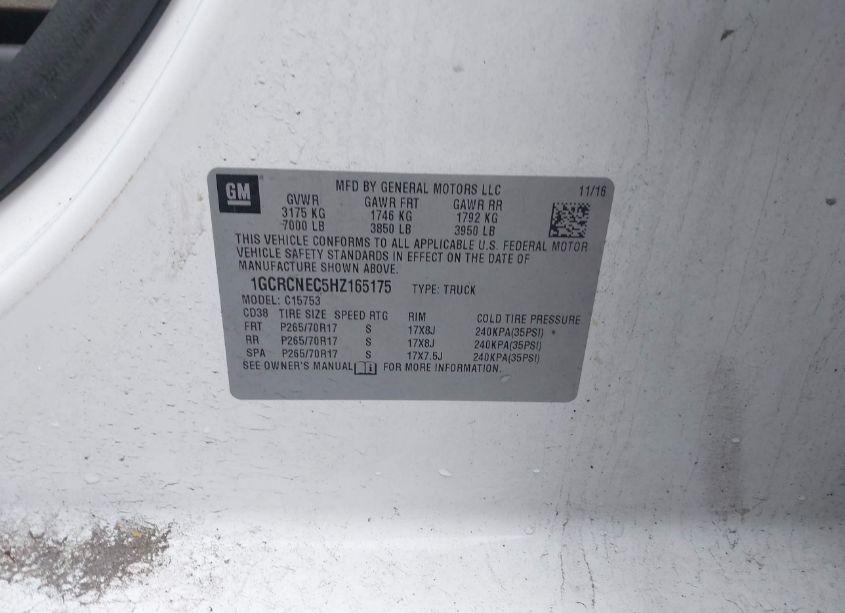 GM
MFD BY GENERAL MOTORS LLC 11/16
GVWR GAWR FRT GAWR RR
3175 KG 1746 KG 1792 KG
7000 LB 3850 LB 3950 LB
THIS VEHICLE CONFORMS TO ALL APPLICABLE U.S. FEDERAL MOTOR
VEHICLE SAFETY STANDARDS IN EFFECT ON THE DATE OF
MANUFACTURE SHOWN ABOVE.
1GCRCNEC5HZ165175 TYPE: TRUCK
MODEL: C15753
CD38 TIRE SIZE SPEED RTG RIM COLD TIRE PRESSURE
FRT P265/70R17 S 17X8J 240KPA(35PSI)
RR P265/70R17 S 17X8J 240KPA(35PSI)
SPA P265/70R17 S 17X7.5J 240KPA(35PSI)
SEE OWNER'S MANUAL FOR MORE INFORMATION.